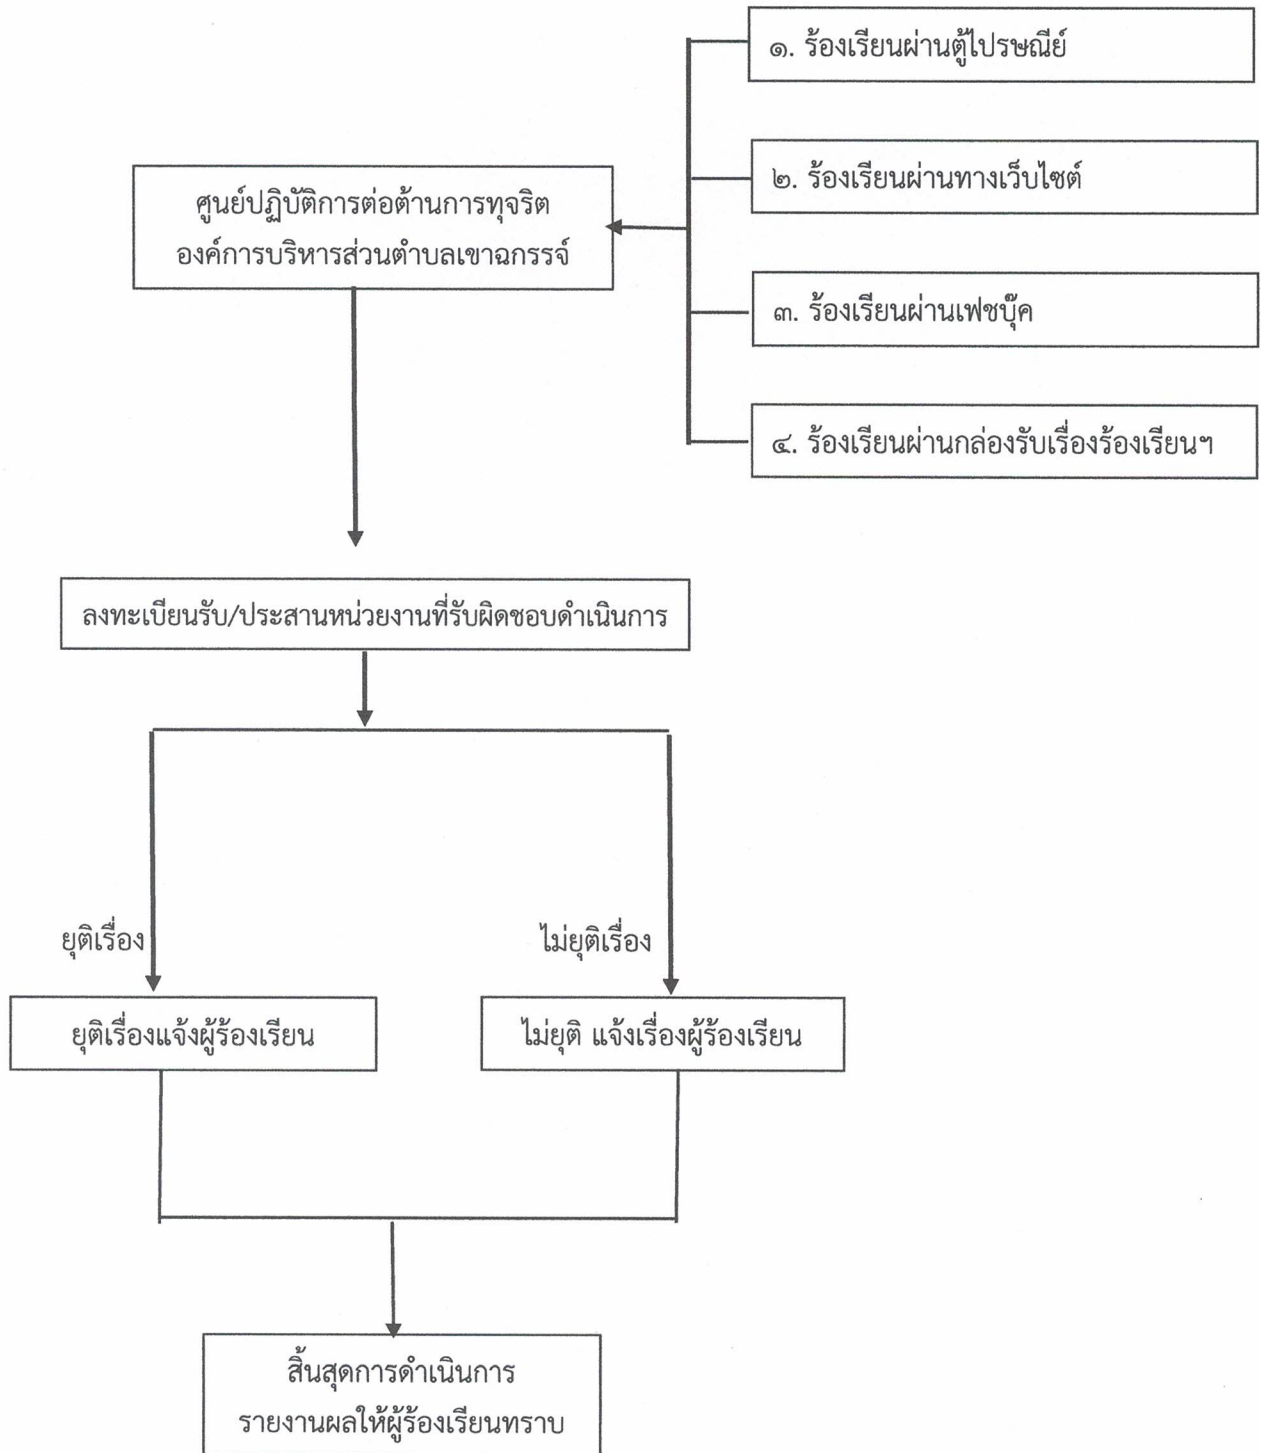 ๑. ร้องเรียนผ่านตู้ไปรษณีย์
๒. ร้องเรียนผ่านทางเว็บไซต์
ศูนย์ปฏิบัติการต่อต้านการทุจริต
องค์การบริหารส่วนตำบลเขาฉกรรจ์
๓. ร้องเรียนผ่านเฟซบุ๊ค
๔. ร้องเรียนผ่านกล่องรับเรื่องร้องเรียนฯ
ลงทะเบียนรับ/ประสานหน่วยงานที่รับผิดชอบดำเนินการ
ยุติเรื่อง
ไม่ยุติเรื่อง
ยุติเรื่องแจ้งผู้ร้องเรียน
ไม่ยุติ แจ้งเรื่องผู้ร้องเรียน
สิ้นสุดการดำเนินการ
รายงานผลให้ผู้ร้องเรียนทราบ